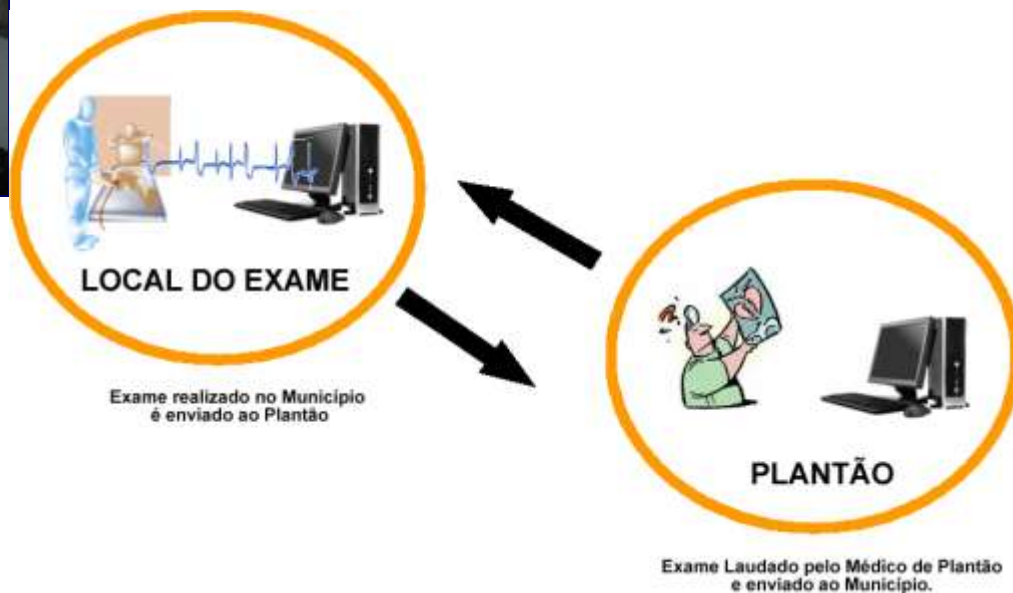 LOCAL DO EXAME
Exame realizado no Município
é enviado ao Plantão
PLANTÃO
Exame Laudado pelo Médico de Plantão
e enviado ao Município.